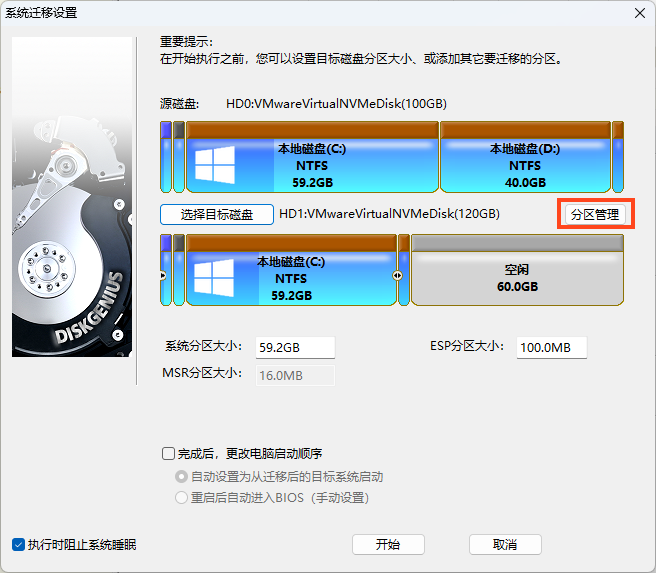 系统迁移设置
重要提示：
在开始执行之前，您可以设置目标磁盘分区大小、或添加其它要迁移的分区。
源磁盘： HD0:VMwareVirtualNVMeDisk(100GB)
本地磁盘(C:) 本地磁盘(D:)
NTFS NTFS
59.2GB 40.0GB
选择目标磁盘 HD1:VMwareVirtualNVMeDisk(120GB) 分区管理
本地磁盘(C:) 空闲
NTFS 60.0GB
59.2GB
DISKGENIUS
系统分区大小： 59.2GB ESP分区大小： 100.0MB
MSR分区大小： 16.0MB
完成后，更改电脑启动顺序
自动设置为从迁移后的目标系统启动
重启后自动进入BIOS（手动设置）
执行时阻止系统睡眠 开始 取消